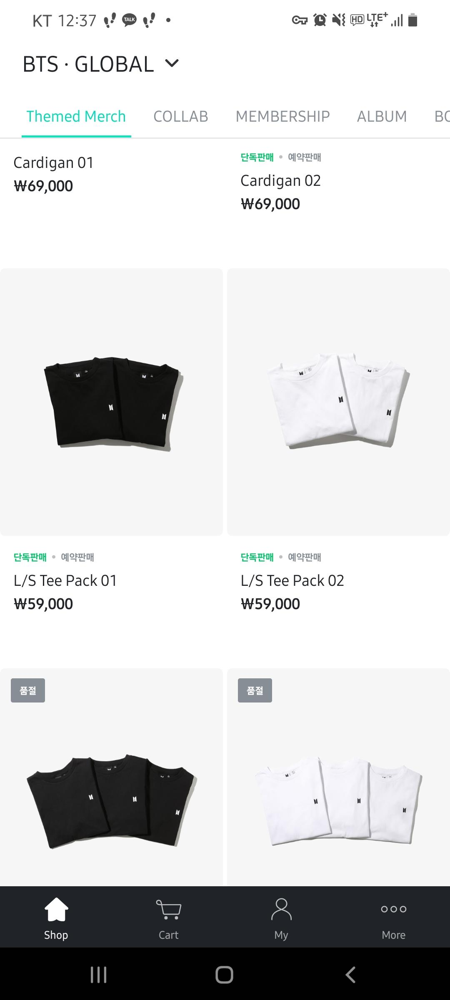 KT 12:37
TALK
HD LTE+
BTS · GLOBAL
Themed Merch COLLAB MEMBERSHIP ALBUM BO
Cardigan 01
₩69,000
단독판매 • 예약판매
Cardigan 02
₩69,000
단독판매 • 예약판매
L/S Tee Pack 01
₩59,000
단독판매 • 예약판매
L/S Tee Pack 02
₩59,000
품절
품절
Shop Cart My More